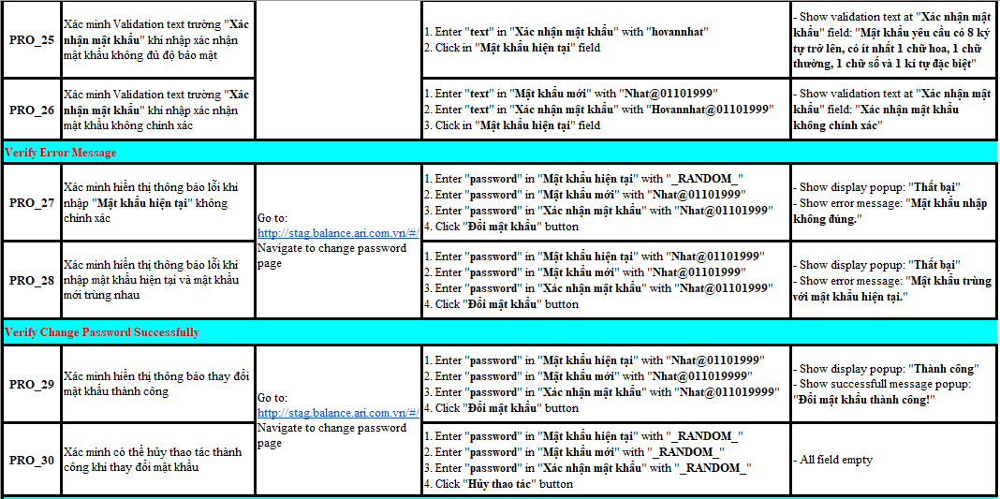 PRO_25
Xác minh Validation text trường "Xác
nhận mật khẩu" khi nhập xác nhận
mật khẩu không đủ độ bảo mật
1. Enter "text" in "Xác nhận mật khẩu" with "hovannhat"
2. Click in "Mật khẩu hiện tại" field
- Show validation text at "Xác nhận mật
khẩu" field: "Mật khẩu yêu cầu có 8 ký
tự trở lên, có ít nhất 1 chữ hoa, 1 chữ
thường, 1 chữ số và 1 kí tự đặc biệt"
PRO_26
Xác minh Validation text trường "Xác
nhận mật khẩu" khi nhập xác nhận
mật khẩu không chính xác
1. Enter "text" in "Mật khẩu mới" with "Nhat@01101999"
2. Enter "text" in "Xác nhận mật khẩu" with "Hovannhat@01101999"
3. Click in "Mật khẩu hiện tại" field
- Show validation text at "Xác nhận mật
khẩu" field: "Xác nhận mật khẩu
không chính xác"
Verify Error Message
PRO_27
Xác minh hiển thị thông báo lỗi khi
nhập "Mật khẩu hiện tại" không
chính xác
Go to:
http://stag.balance.ari.com.vn/#/
Navigate to change password
page
1. Enter "password" in "Mật khẩu hiện tại" with "_RANDOM_"
2. Enter "password" in "Mật khẩu mới" with "Nhat@01101999"
3. Enter "password" in "Xác nhận mật khẩu" with "Nhat@01101999"
4. Click "Đổi mật khẩu" button
- Show display popup: "Thất bại"
- Show error message: "Mật khẩu nhập
không đúng."
PRO_28
Xác minh hiển thị thông báo lỗi khi
nhập mật khẩu hiện tại và mật khẩu
mới trùng nhau
1. Enter "password" in "Mật khẩu hiện tại" with "Nhat@01101999"
2. Enter "password" in "Mật khẩu mới" with "Nhat@01101999"
3. Enter "password" in "Xác nhận mật khẩu" with "Nhat@01101999"
4. Click "Đổi mật khẩu" button
- Show display popup: "Thất bại"
- Show error message: "Mật khẩu trùng
với mật khẩu hiện tại."
Verify Change Password Successfully
PRO_29
Xác minh hiển thị thông báo thay đổi
mật khẩu thành công
Go to:
http://stag.balance.ari.com.vn/#/
Navigate to change password
page
1. Enter "password" in "Mật khẩu hiện tại" with "Nhat@01101999"
2. Enter "password" in "Mật khẩu mới" with "Nhat@011019999"
3. Enter "password" in "Xác nhận mật khẩu" with "Nhat@011019999"
4. Click "Đổi mật khẩu" button
- Show display popup: "Thành công"
- Show successfull message popup:
"Đổi mật khẩu thành công!"
PRO_30
Xác minh có thể hủy thao tác thành
công khi thay đổi mật khẩu
1. Enter "password" in "Mật khẩu hiện tại" with "_RANDOM_"
2. Enter "password" in "Mật khẩu mới" with "_RANDOM_"
3. Enter "password" in "Xác nhận mật khẩu" with "_RANDOM_"
4. Click "Hủy thao tác" button
- All field empty